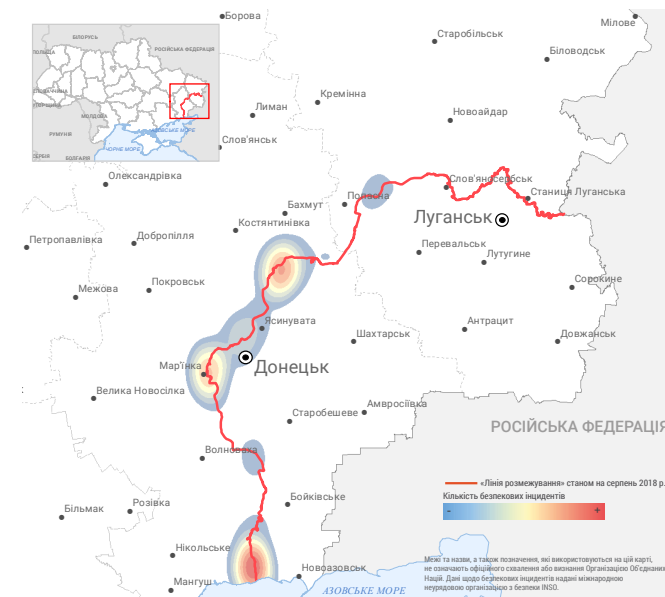 Борова
Мілове
Старобільськ
Біловодськ
БІЛОРУСЬ
РОСІЙСЬКА ФЕДЕРАЦІЯ
МОЛДОВА
РУМУНІЯ
БОЛГАРІЯ
ЧОРНЕ МОРЕ
Кремінна
Лиман
Новоайдар
Слов'янськ
Олександрівка
Слов'яносербськ
Станиця Луганська
Попасна
Бахмут
Костянтинівка
Луганськ
Петропавлівка
Добропілля
Перевальськ
Лутугине
Покровськ
Межова
Сорокине
Ясинувата
Антрацит
Шахтарськ
Довжанськ
Мар'їнка
Донецьк
Велика Новосілка
Амвросіївка
Старобешеве
РОСІЙСЬКА ФЕДЕРАЦІЯ
Волноваха
«Лінія розмежування» станом на серпень 2018 р.
Кількість безпекових інцидентів
- +
Бойківське
Розівка
Більмак
Нікольське
Новоазовськ
Мангуш
АЗОВСЬКЕ МОРЕ
Межі та назви, а також позначення, які використовуються на цій карті,
не означають офіційного схвалення або визнання Організацією Об'єднаних
Націй. Дані щодо безпекових інцидентів надані міжнародною
неурядовою організацією з безпеки INSO.